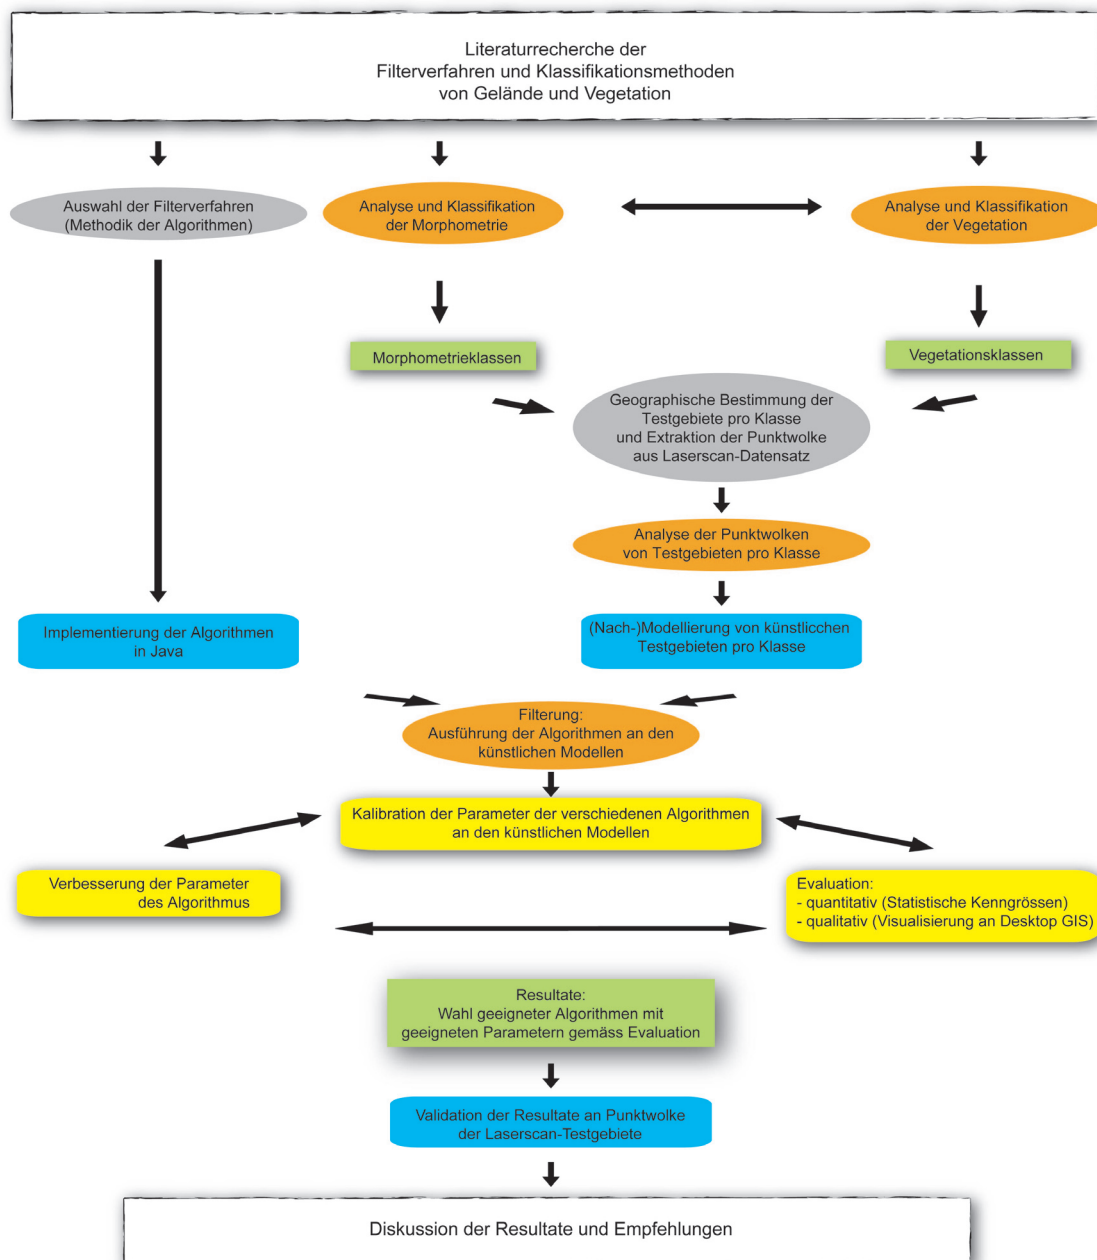 Literaturrecherche der
Filterverfahren und Klassifikationsmethoden
von Gelände und Vegetation
Auswahl der Filterverfahren
(Methodik der Algorithmen)
Analyse und Klassifikation
der Morphometrie
Analyse und Klassifikation
der Vegetation
Morphometrieklassen
Vegetationsklassen
Geographische Bestimmung der
Testgebiete pro Klasse
und Extraktion der Punktwolke
aus Laserscan-Datensatz
Analyse der Punktwolken
von Testgebieten pro Klasse
Implementierung der Algorithmen
in Java
(Nach-)Modellierung von künstlicchen
Testgebieten pro Klasse
Filterung:
Ausführung der Algorithmen an den
künstlichen Modellen
Kalibration der Parameter der verschiedenen Algorithmen
an den künstlichen Modellen
Verbesserung der Parameter
des Algorithmus
Evaluation:
- quantitativ (Statistische Kenngrössen)
- qualitativ (Visualisierung an Desktop GIS)
Resultate:
Wahl geeigneter Algorithmen mit
geeigneten Parametern gemäss Evaluation
Validation der Resultate an Punktwolke
der Laserscan-Testgebiete
Diskussion der Resultate und Empfehlungen